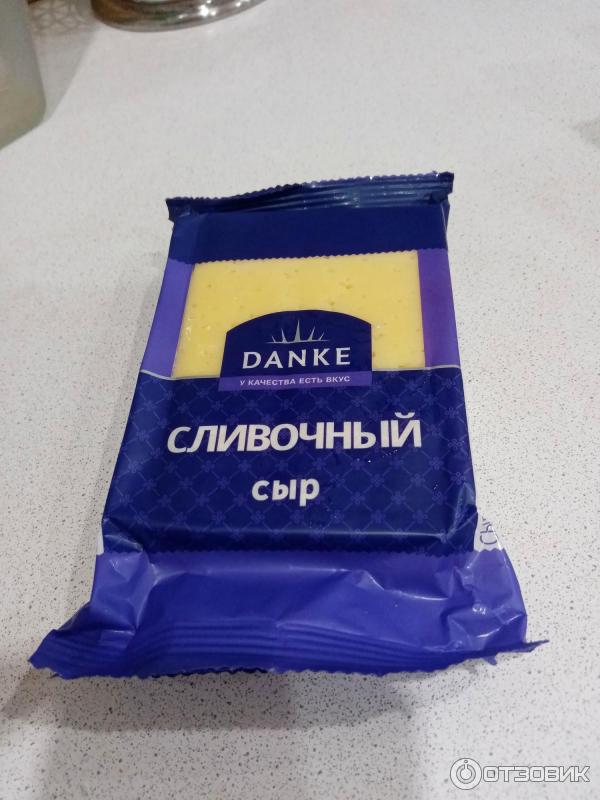 DANKE
У КАЧЕСТВА ЕСТЬ ВКУС
СЛИВОЧНЫЙ
сыр
ОТЗОВИК